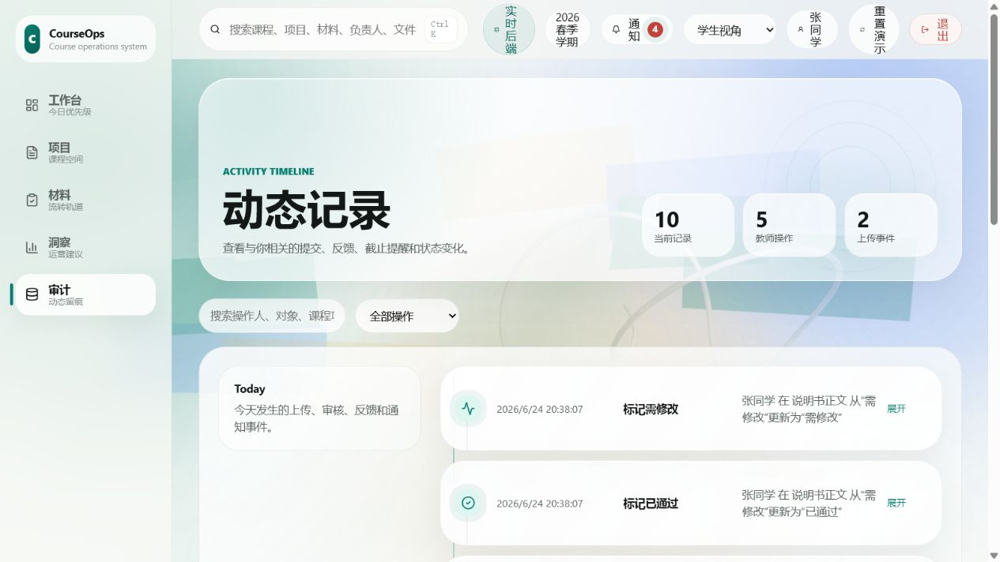 C
CourseOps
Course operations system
工作台
今日优先级
项目
课程空间
材料
流转轨道
洞察
运营建议
审计
动态留痕
搜索课程、项目、材料、负责人、文件
Ctrl
K
实
时
后
端
2026
春季
学期
通
知
4
学生视角
张
同
学
重
置
演
示
退
出
ACTIVITY TIMELINE
动态记录
查看与你相关的提交、反馈、截止提醒和状态变化。
10
当前记录
5
教师操作
2
上传事件
搜索操作人、对象、课程
全部操作
Today
今天发生的上传、审核、反馈和通
知事件。
2026/6/24 20:38:07
标记需修改
张同学 在 说明书正文 从“需
修改”更新为“需修改”
展开
2026/6/24 20:38:07
标记已通过
张同学 在 说明书正文 从“需
修改”更新为“已通过”
展开